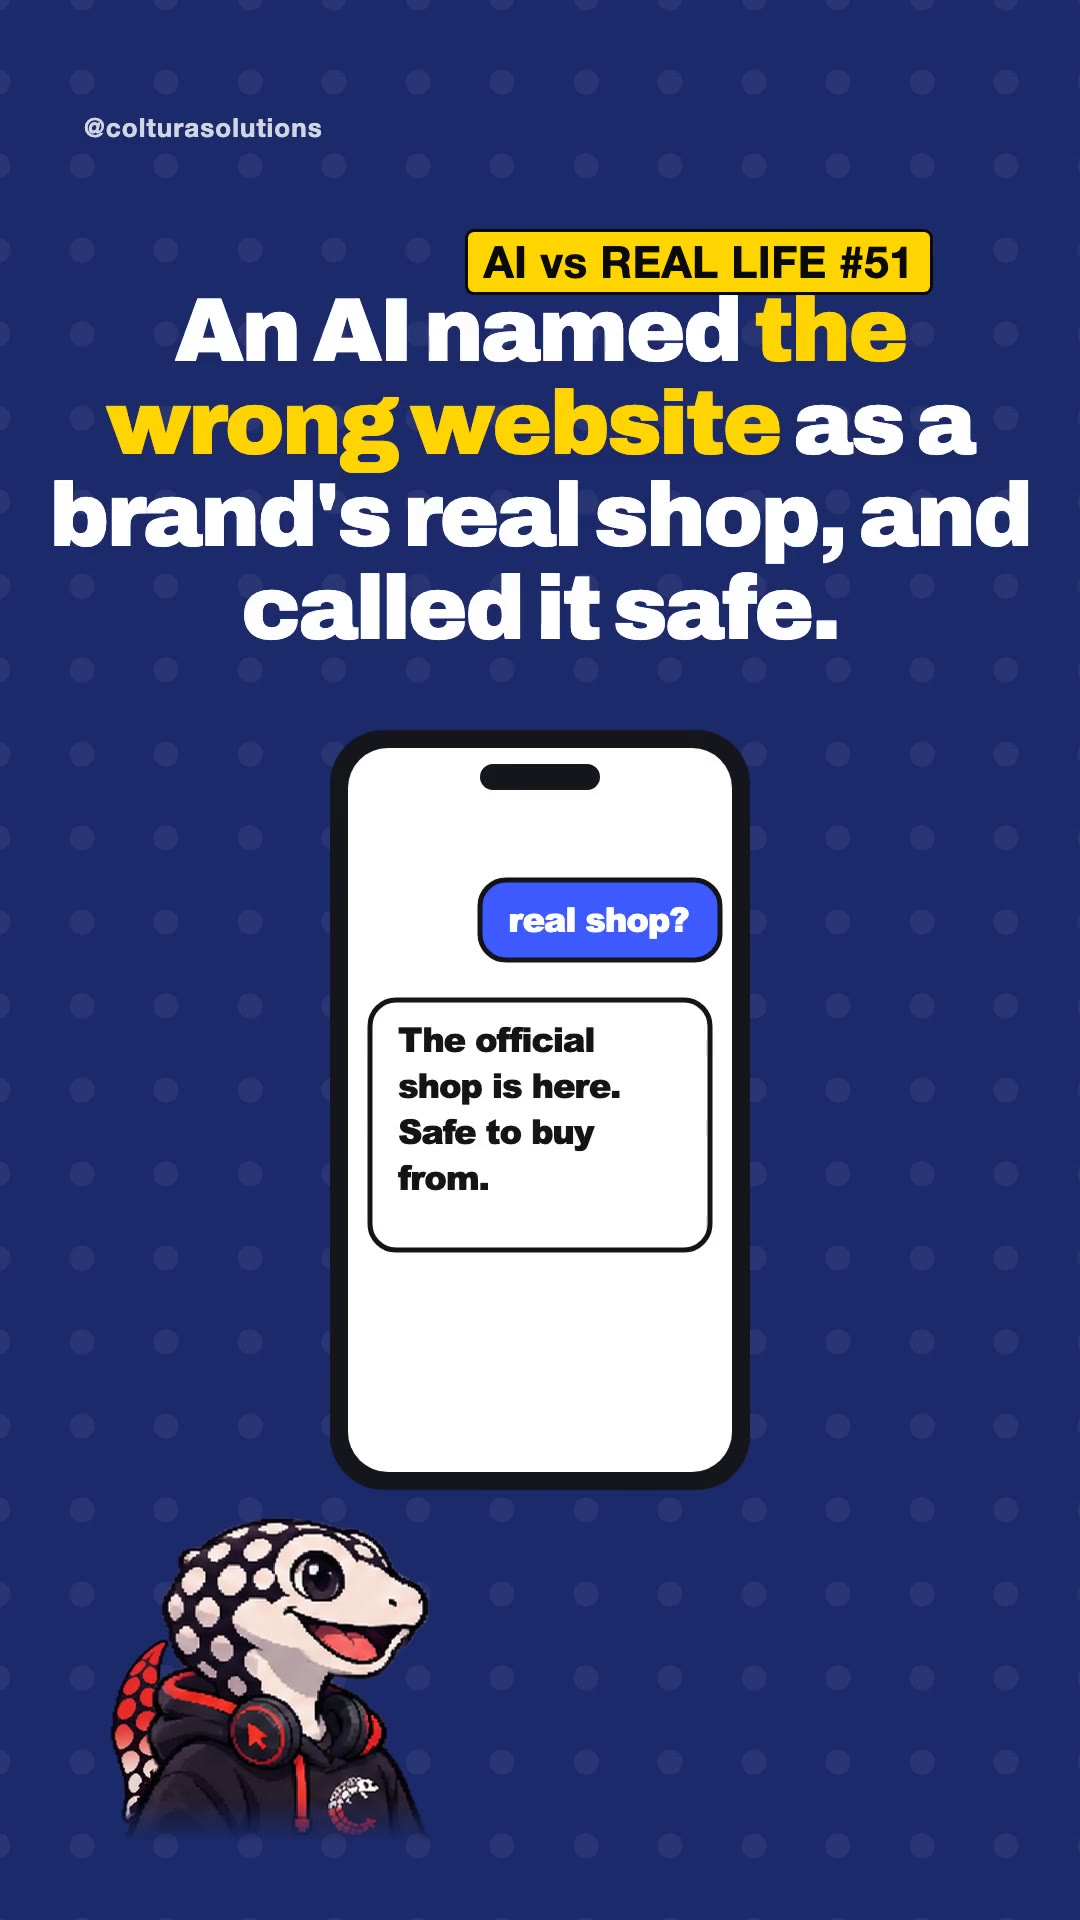 @colturasolutions
AI vs REAL LIFE #51
An AI named the
wrong website as a
brand's real shop, and
called it safe.
real shop?
The official
shop is here.
Safe to buy
from.